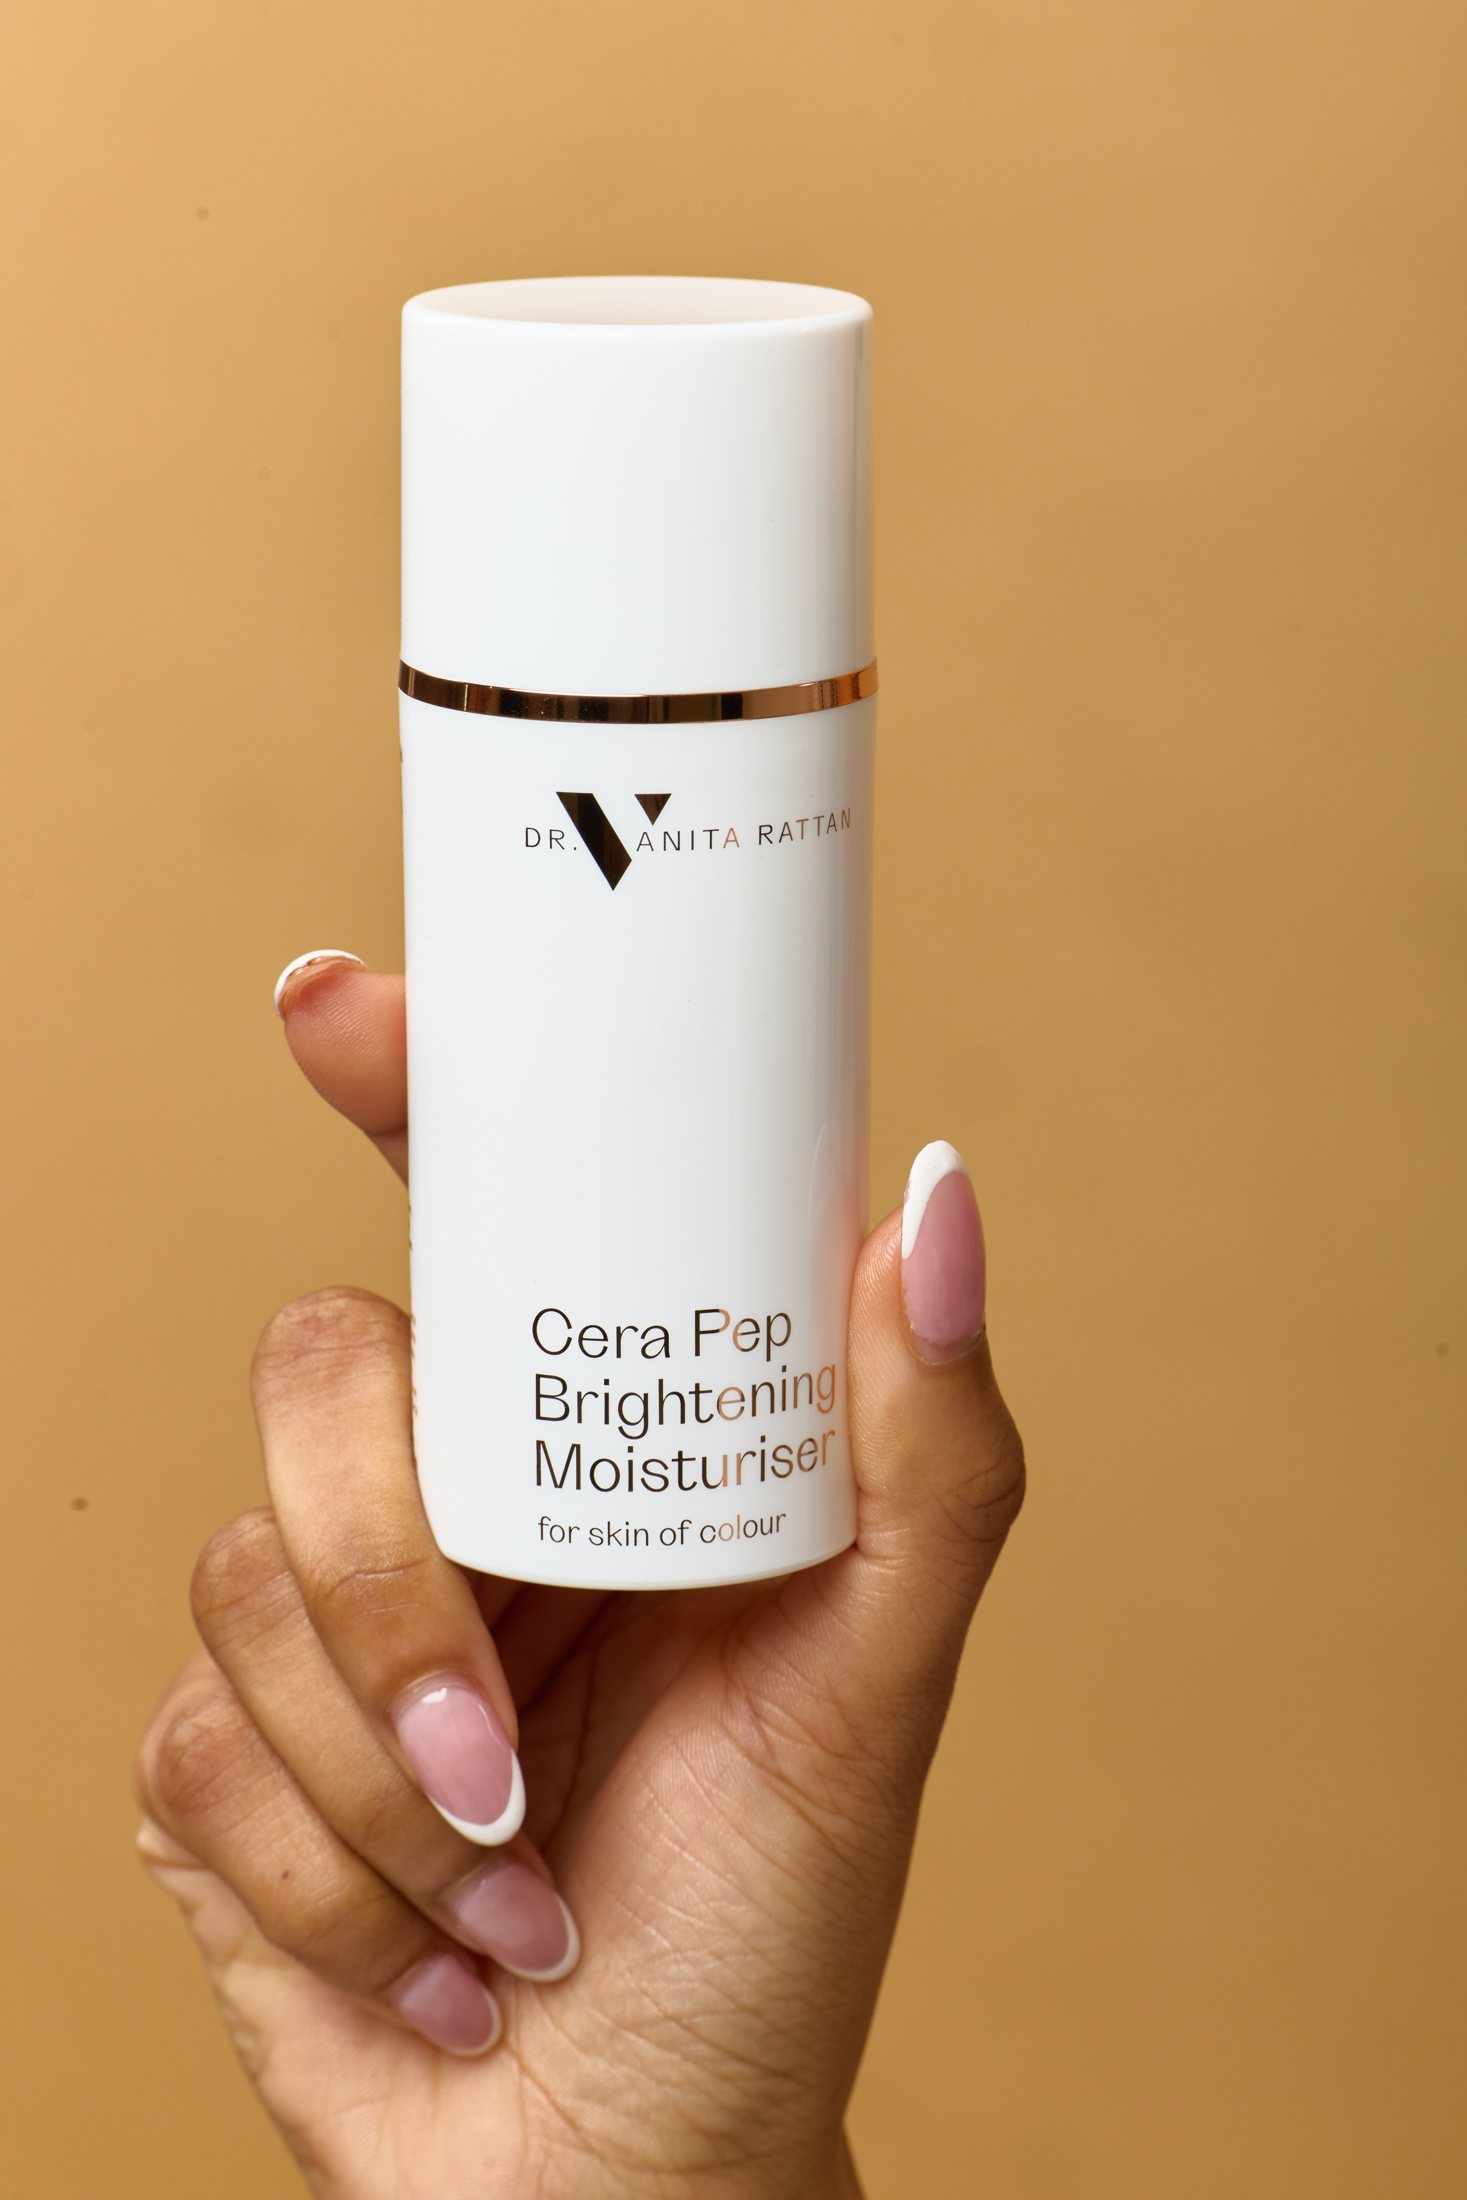 DR. VANITA RATTAN
Cera Pep
Brightening
Moisturiser
for skin of colour